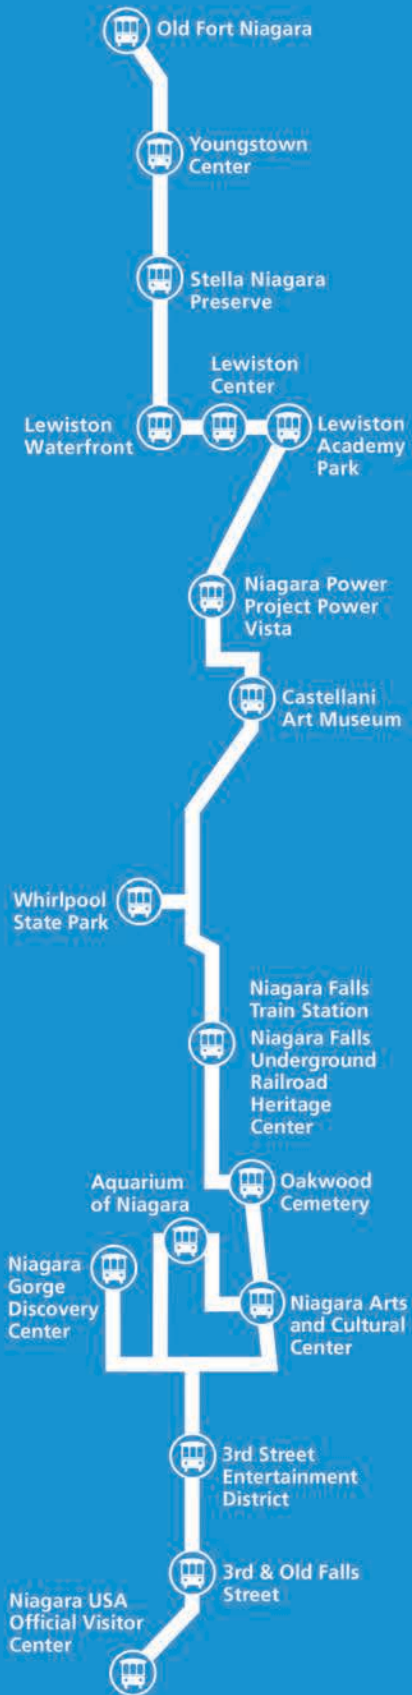 Old Fort Niagara
Youngstown
Center
Stella Niagara
Preserve
Lewiston
Center
Lewiston
Waterfront
Lewiston
Academy
Park
Niagara Power
Project Power
Vista
Castellani
Art Museum
Whirlpool
State Park
Niagara Falls
Train Station
Niagara Falls
Underground
Railroad
Heritage
Center
Oakwood
Cemetery
Aquarium
of Niagara
Niagara
Gorge
Discovery
Center
Niagara Arts
and Cultural
Center
3rd Street
Entertainment
District
3rd & Old Falls
Street
Niagara USA
Official Visitor
Center